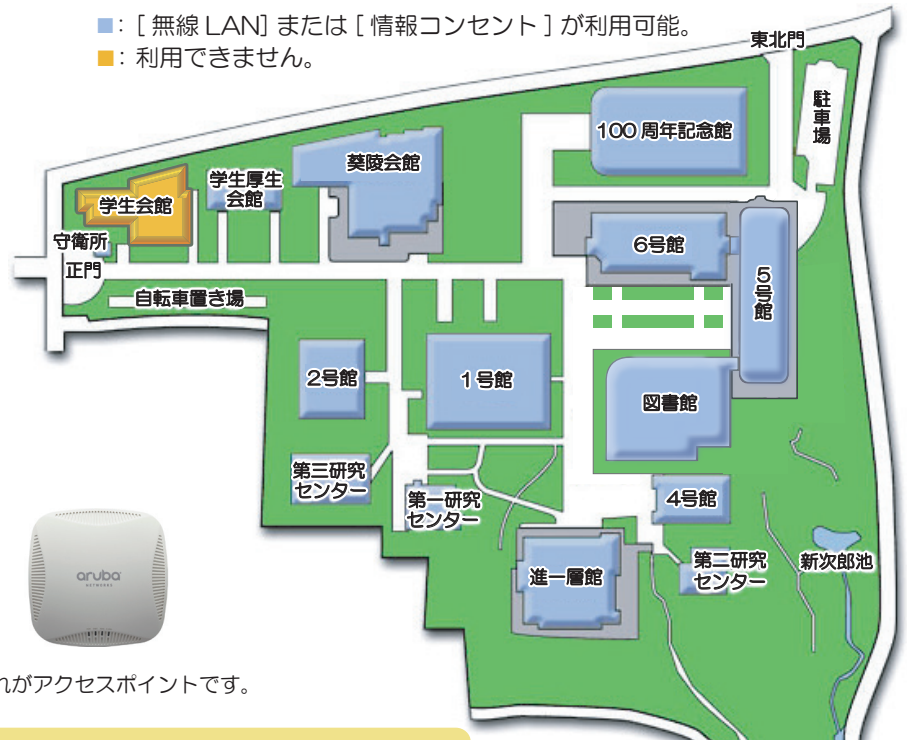 ■：[ 無線 LAN] または [ 情報コンセント ] が利用可能。
■：利用できません。
東北門
駐車場
100 周年記念館
葵陵会館
学生厚生
会館
学生会館
守衛所
正門
自転車置き場
6号館
5号館
2号館
1号館
図書館
第三研究
センター
第一研究
センター
4号館
進一層館
第二研究
センター
新次郎池
aruba
NETWORKS
れがアクセスポイントです。